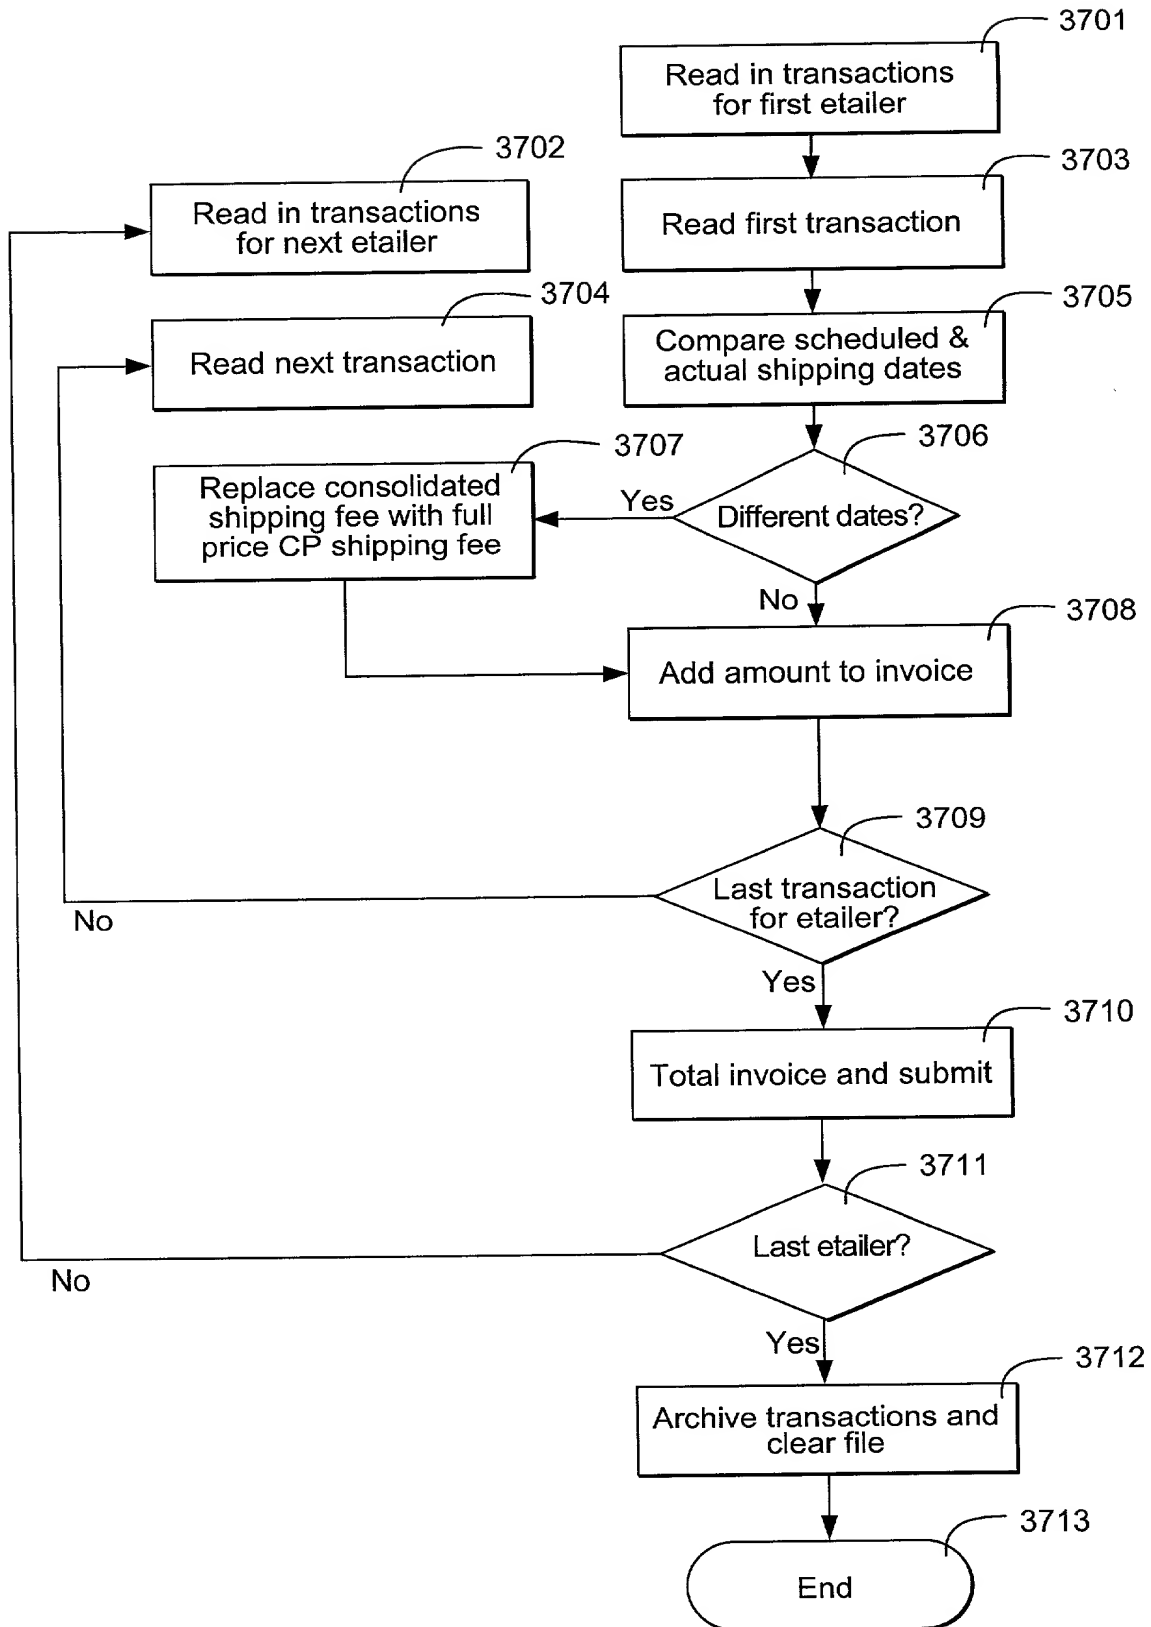 3701
Read in transactions
for first etailer
3702
Read in transactions
for next etailer
3703
Read first transaction
3704
Read next transaction
3705
Compare scheduled &
actual shipping dates
3706
Different dates?
Yes
3707
Replace consolidated
shipping fee with full
price CP shipping fee
No
3708
Add amount to invoice
3709
Last transaction
for etailer?
No
Yes
3710
Total invoice and submit
3711
Last etailer?
No
Yes
3712
Archive transactions and
clear file
3713
End